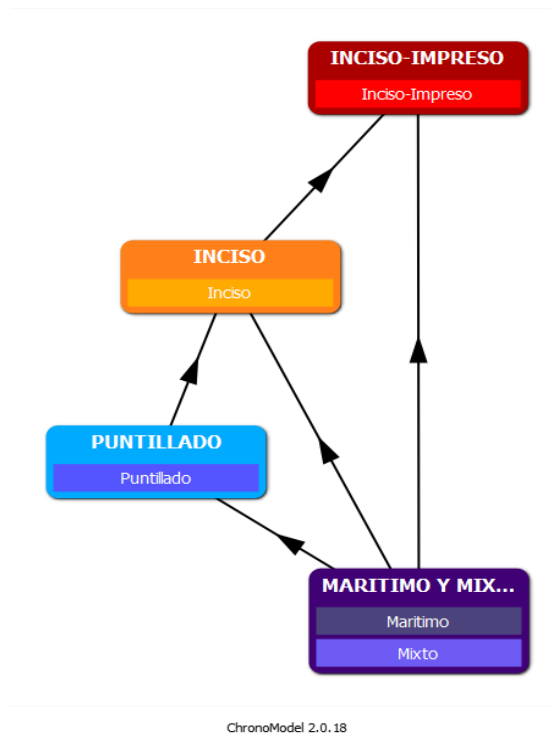 INCISO-IMPRESO
Inciso-Impreso
INCISO
Inciso
PUNTILLADO
Puntillado
MARITIMO Y MIX...
Maritimo
Mixto
ChronoModel 2.0.18